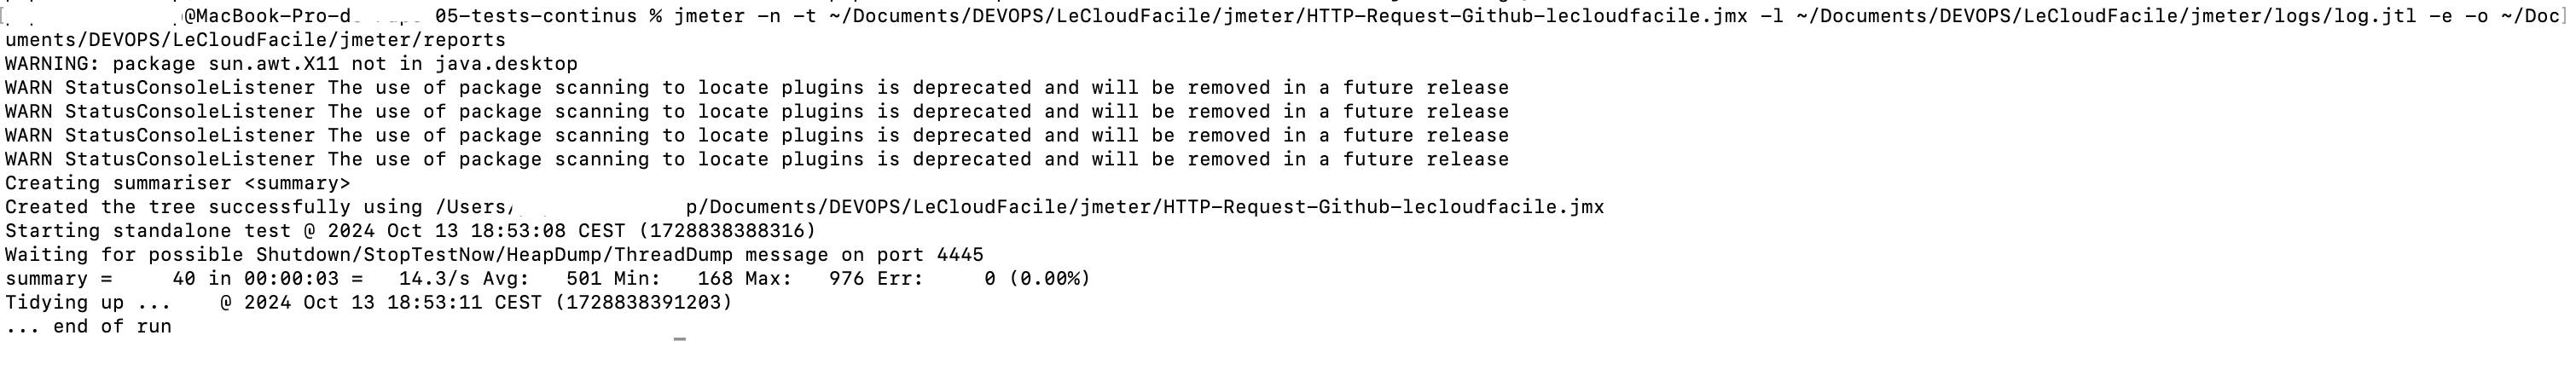 @MacBook-Pro-d 05-tests-continus % jmeter -n -t ~/Documents/DEVOPS/LeCloudFacile/jmeter/HTTP-Request-Github-lecloudfacile.jmx -l ~/Documents/DEVOPS/LeCloudFacile/jmeter/logs/log.jtl -e -o ~/Doc]
uments/DEVOPS/LeCloudFacile/jmeter/reports
WARNING: package sun.awt.X11 not in java.desktop
WARN StatusConsoleListener The use of package scanning to locate plugins is deprecated and will be removed in a future release
WARN StatusConsoleListener The use of package scanning to locate plugins is deprecated and will be removed in a future release
WARN StatusConsoleListener The use of package scanning to locate plugins is deprecated and will be removed in a future release
WARN StatusConsoleListener The use of package scanning to locate plugins is deprecated and will be removed in a future release
Creating summariser <summary>
Created the tree successfully using /Users/ p/Documents/DEVOPS/LeCloudFacile/jmeter/HTTP-Request-Github-lecloudfacile.jmx
Starting standalone test @ 2024 Oct 13 18:53:08 CEST (1728838388316)
Waiting for possible Shutdown/StopTestNow/HeapDump/ThreadDump message on port 4445
summary =     40 in 00:00:03 =   14.3/s Avg:   501 Min:   168 Max:   976 Err:     0 (0.00%)
Tidying up ...    @ 2024 Oct 13 18:53:11 CEST (1728838391203)
... end of run